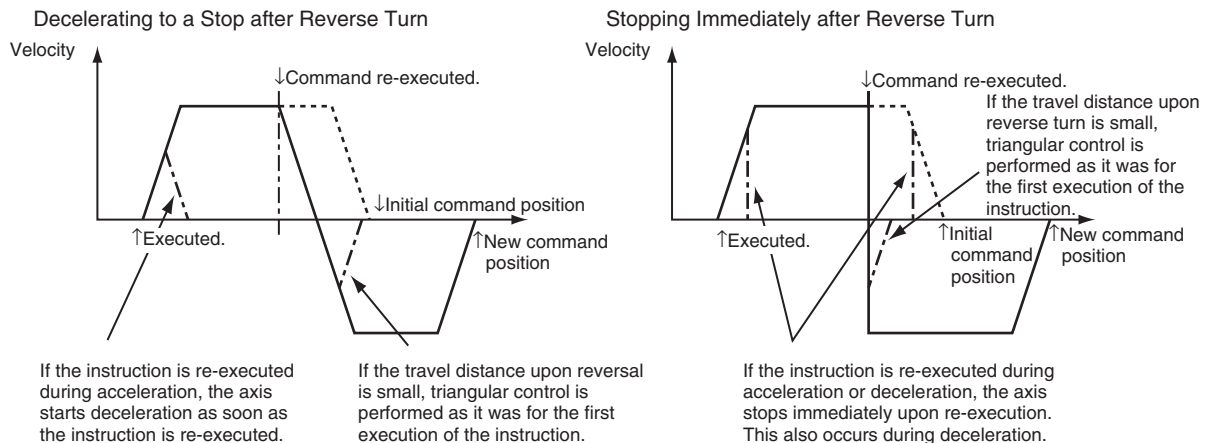 Decelerating to a Stop after Reverse Turn
Velocity
↓Command re-executed.
↓Initial command position
↑Executed.
↑New command
position
If the instruction is re-executed
during acceleration, the axis
starts deceleration as soon as
the instruction is re-executed.
If the travel distance upon reversal
is small, triangular control is
performed as it was for the first
execution of the instruction.
Stopping Immediately after Reverse Turn
Velocity
↓Command re-executed.
If the travel distance upon
reverse turn is small,
triangular control is
performed as it was for
the first execution of the
instruction.
↑Executed.
↑Initial
command
position
↑New command
position
If the instruction is re-executed during
acceleration or deceleration, the axis
stops immediately upon re-execution.
This also occurs during deceleration.